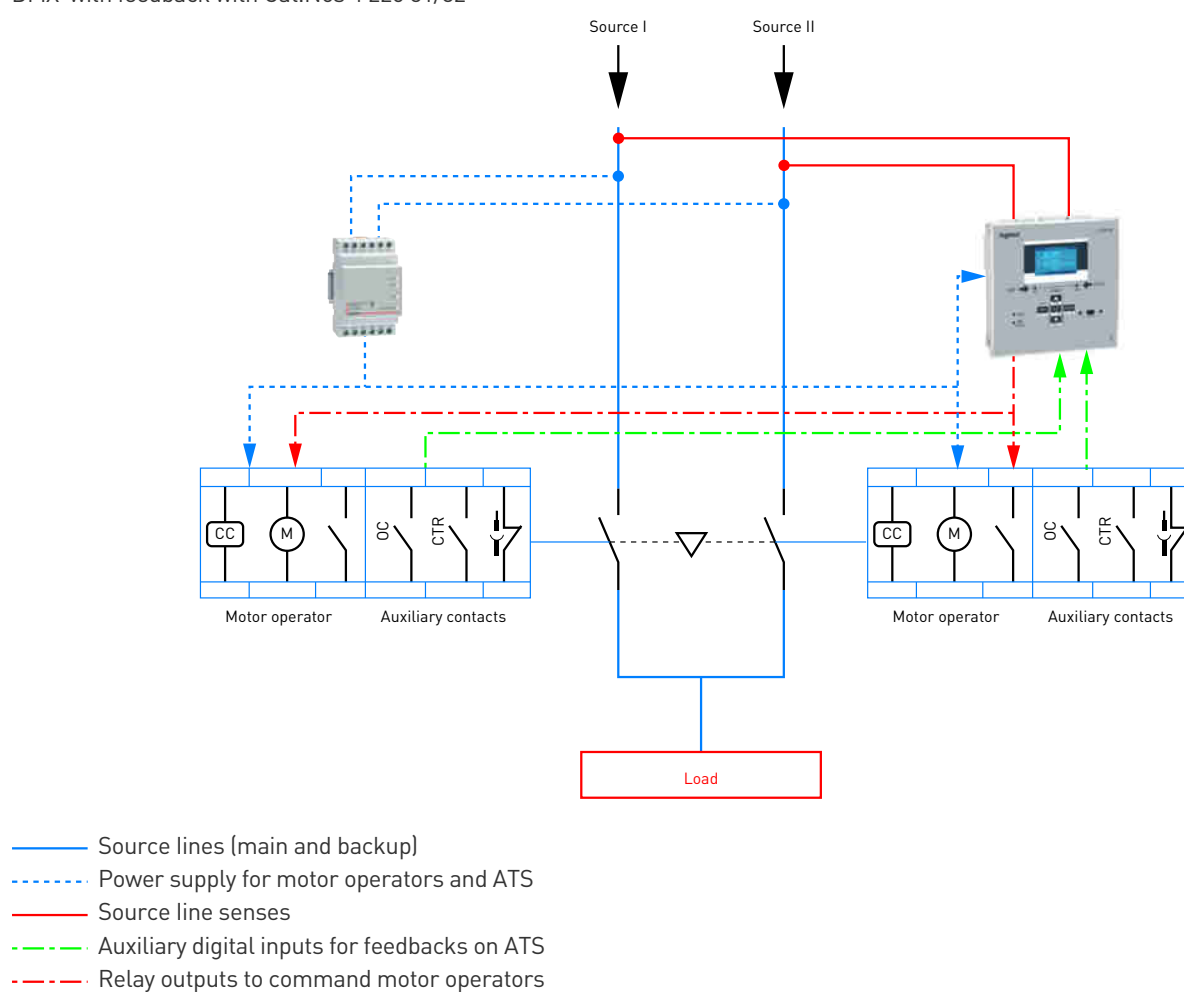 Source I
Source II
CC
M
OC
CTR
CC
M
OC
CTR
Motor operator
Auxiliary contacts
Motor operator
Auxiliary contacts
Load
Source lines (main and backup)
Power supply for motor operators and ATS
Source line senses
Auxiliary digital inputs for feedbacks on ATS
Relay outputs to command motor operators